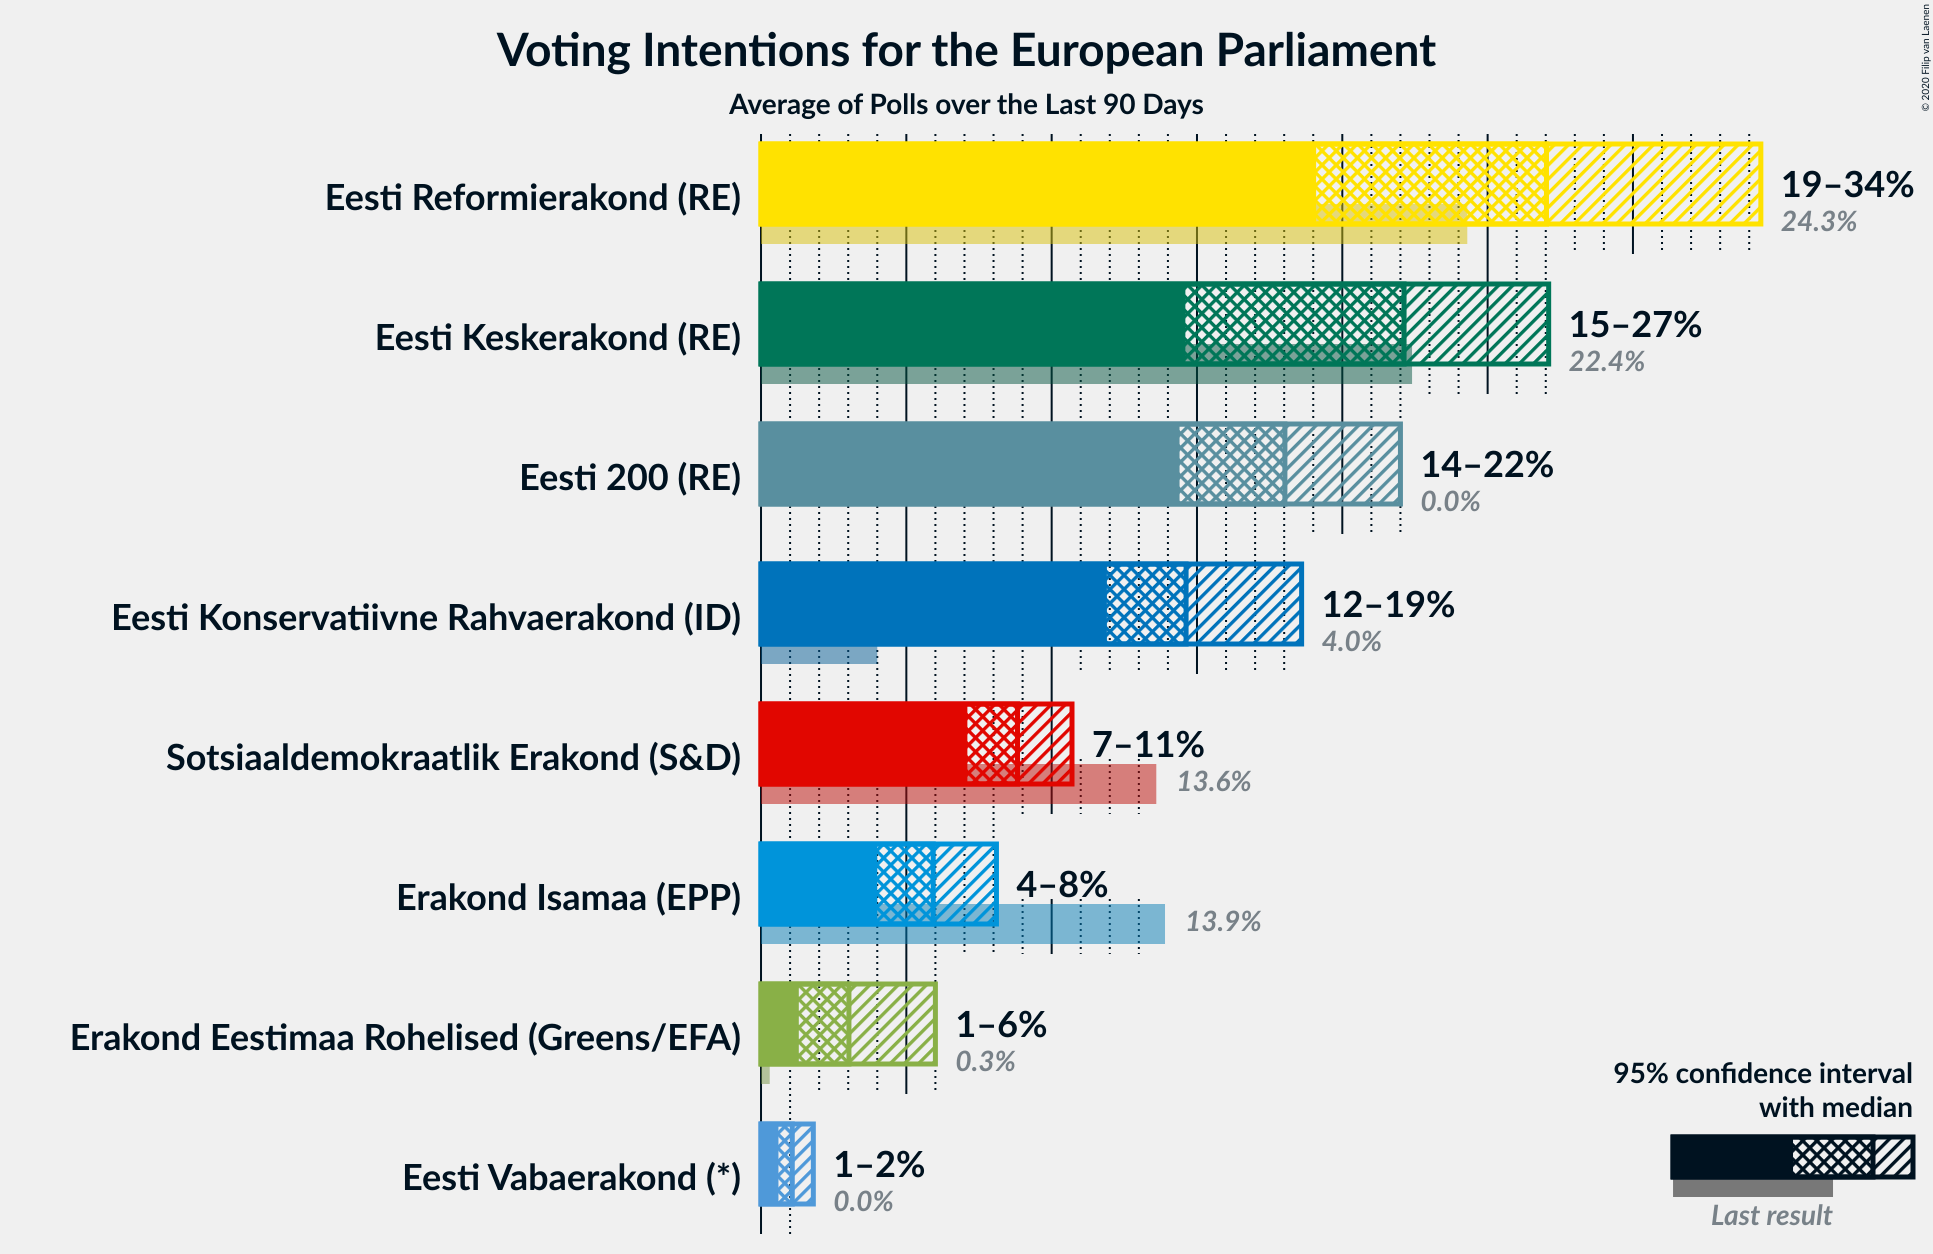 Voting Intentions for the European Parliament
Average of Polls over the Last 90 Days
© 2020 Filip van Laenen
Eesti Reformierakond (RE)
19–34%
24.3%
Eesti Keskerakond (RE)
15–27%
22.4%
Eesti 200 (RE)
14–22%
0.0%
Eesti Konservatiivne Rahvaerakond (ID)
12–19%
4.0%
Sotsiaaldemokraatlik Erakond (S&D)
7–11%
13.6%
Erakond Isamaa (EPP)
4–8%
13.9%
Erakond Eestimaa Rohelised (Greens/EFA)
1–6%
0.3%
Eesti Vabaerakond (*)
1–2%
0.0%
95% confidence interval
with median
Last result